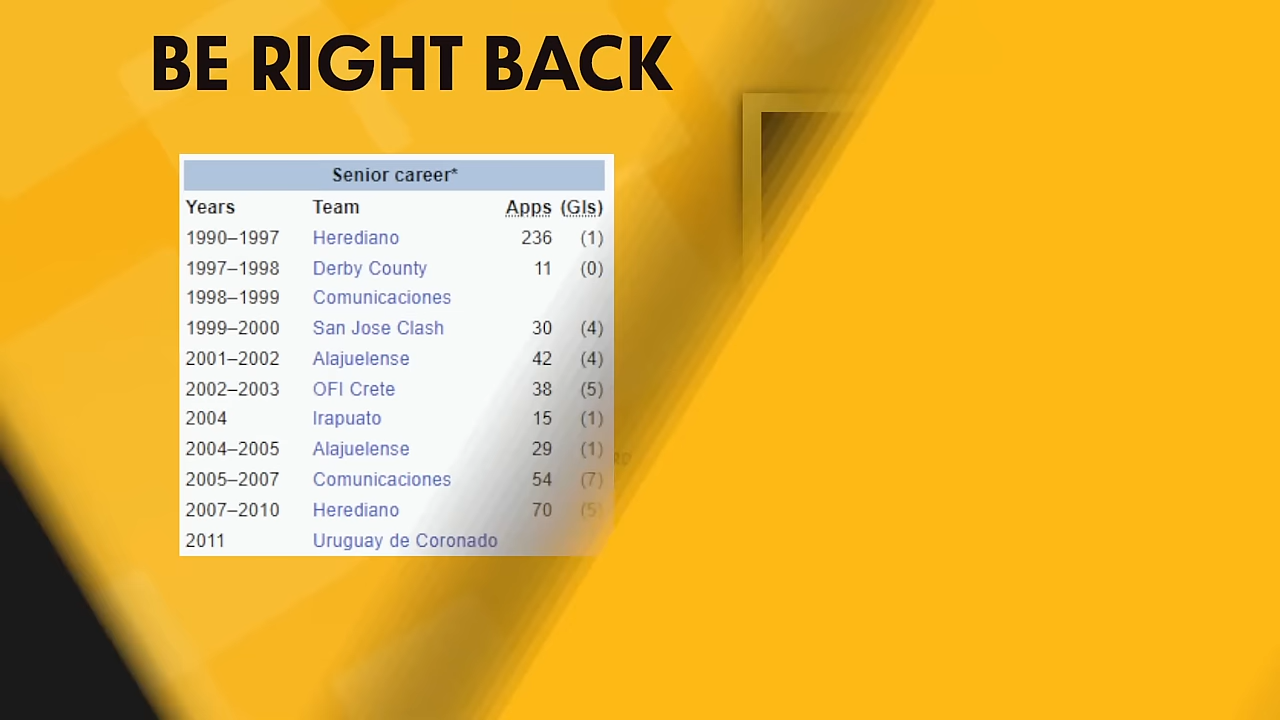 BE RIGHT BACK
Senior career*
Years Team Apps (Gls)
1990–1997 Herediano 236 (1)
1997–1998 Derby County 11 (0)
1998–1999 Comunicaciones
1999–2000 San Jose Clash 30 (4)
2001–2002 Alajuelense 42 (4)
2002–2003 OFI Crete 38 (5)
2004 Irapuato 15 (1)
2004–2005 Alajuelense 29 (1)
2005–2007 Comunicaciones 54 (7)
2007–2010 Herediano 70 (5)
2011 Uruguay de Coronado